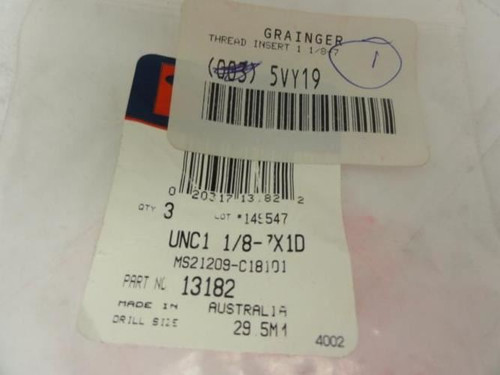 GRAINGER
THREAD INSERT 1 1/8-7
(003) 5VY19
1
0 20317 13182 2
QTY 3 LOT *149547
UNC1 1/8-7X1D
MS21209-C18101
PART NO 13182
MADE IN AUSTRALIA
DRILL SIZE 29.5MM
4002